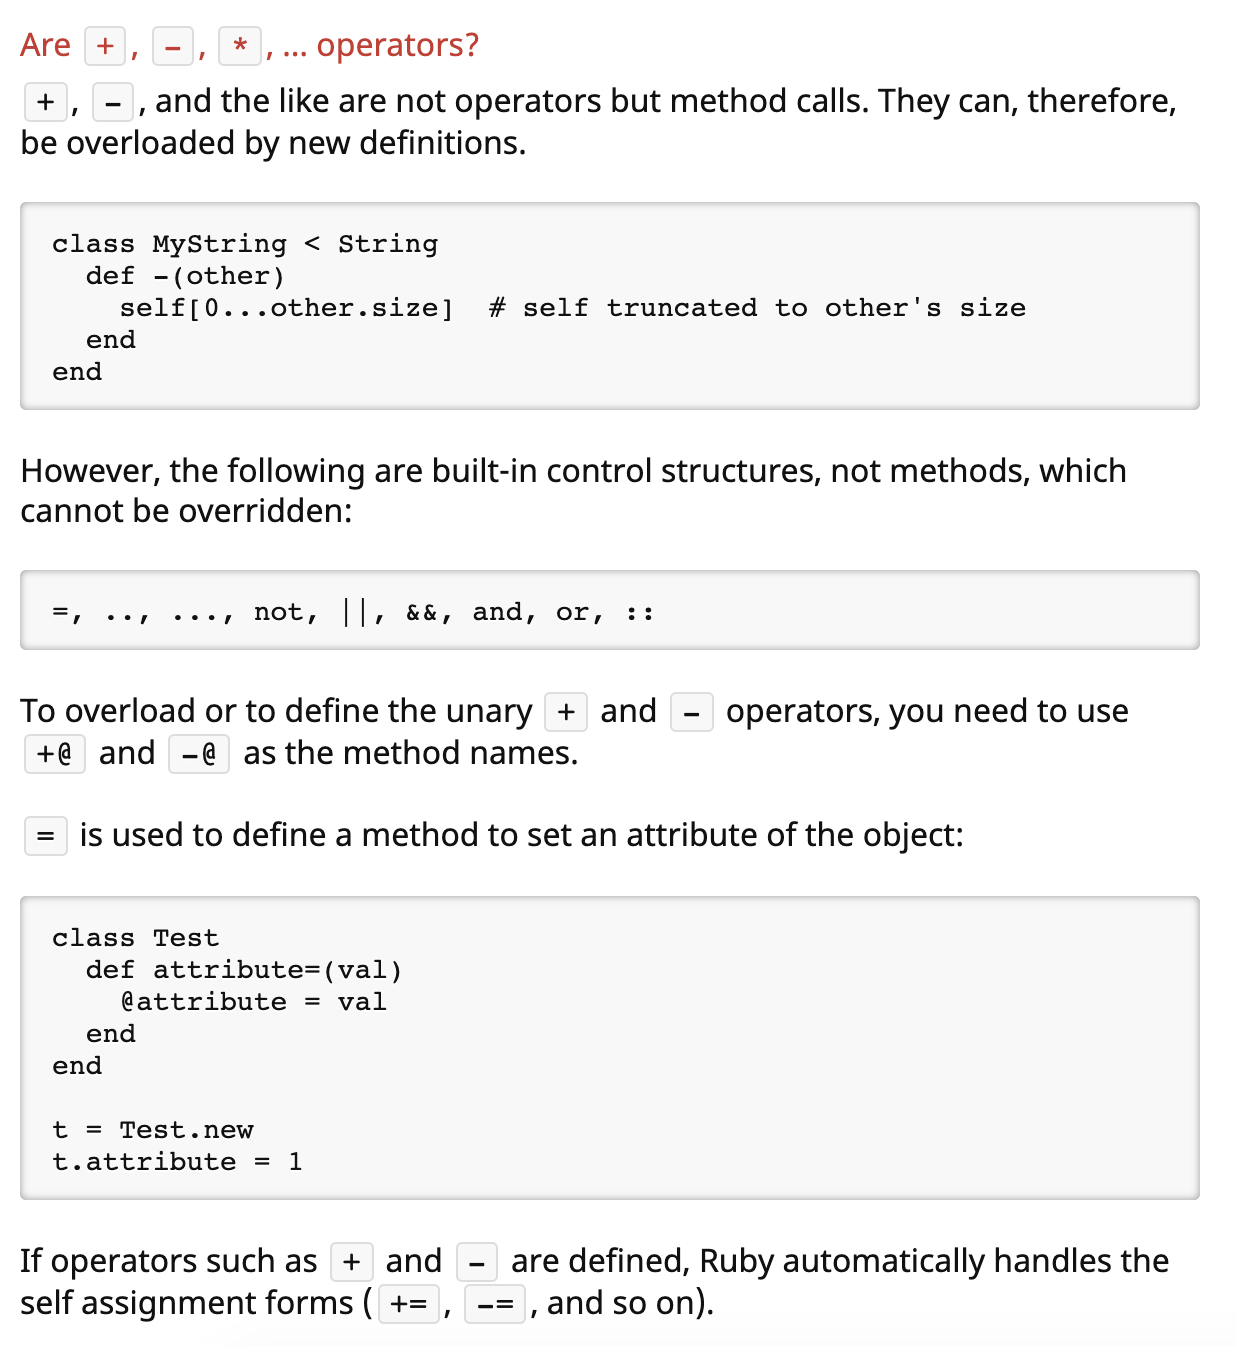 Are +, -, *, ... operators?
+, -, and the like are not operators but method calls. They can, therefore,
be overloaded by new definitions.
class MyString < String
  def -(other)
    self[0...other.size]  # self truncated to other's size
  end
end
However, the following are built-in control structures, not methods, which
cannot be overridden:
=, .., ..., not, ||, &&, and, or, ::
To overload or to define the unary + and - operators, you need to use
+@ and -@ as the method names.
= is used to define a method to set an attribute of the object:
class Test
  def attribute=(val)
    @attribute = val
  end
end
t = Test.new
t.attribute = 1
If operators such as + and - are defined, Ruby automatically handles the
self assignment forms (+=, -=, and so on).